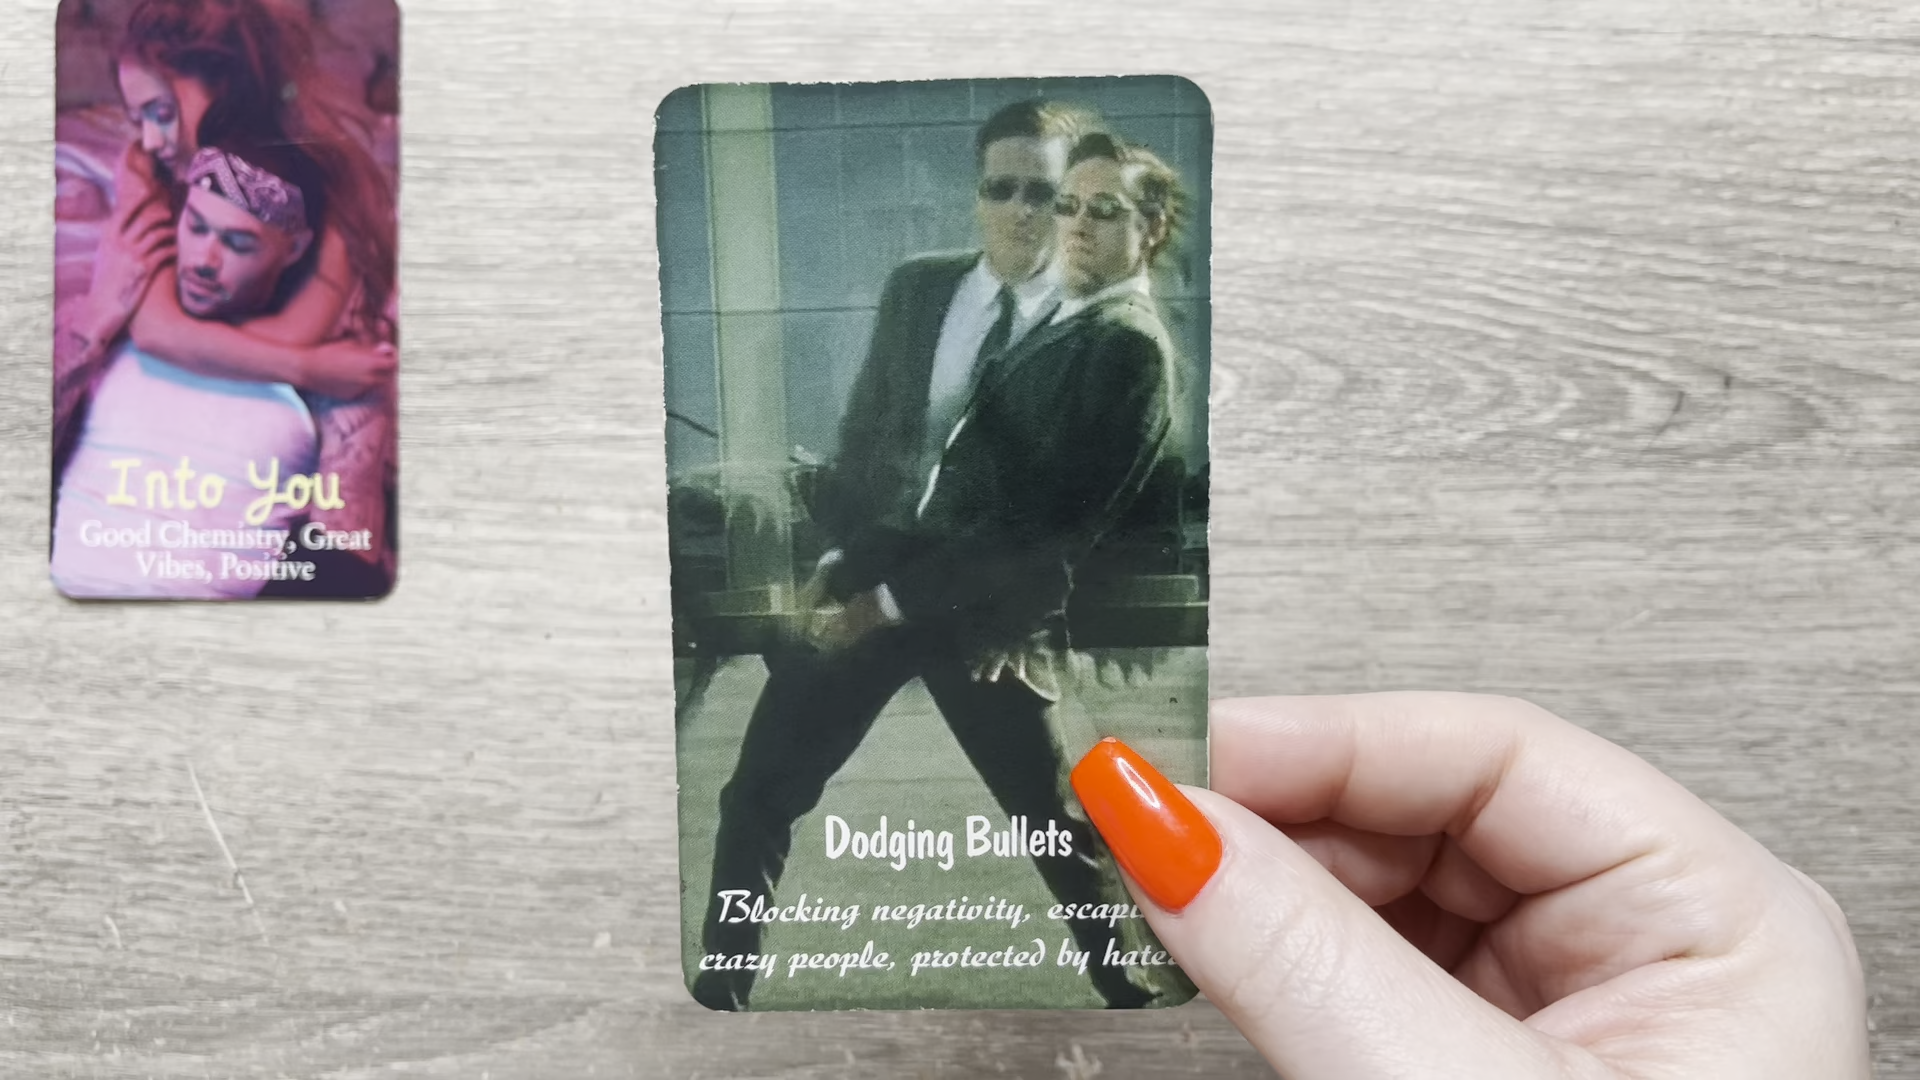 Into You
Good Chemistry, Great
Vibes, Positive
Dodging Bullets
Blocking negativity,
crazy people, protected by